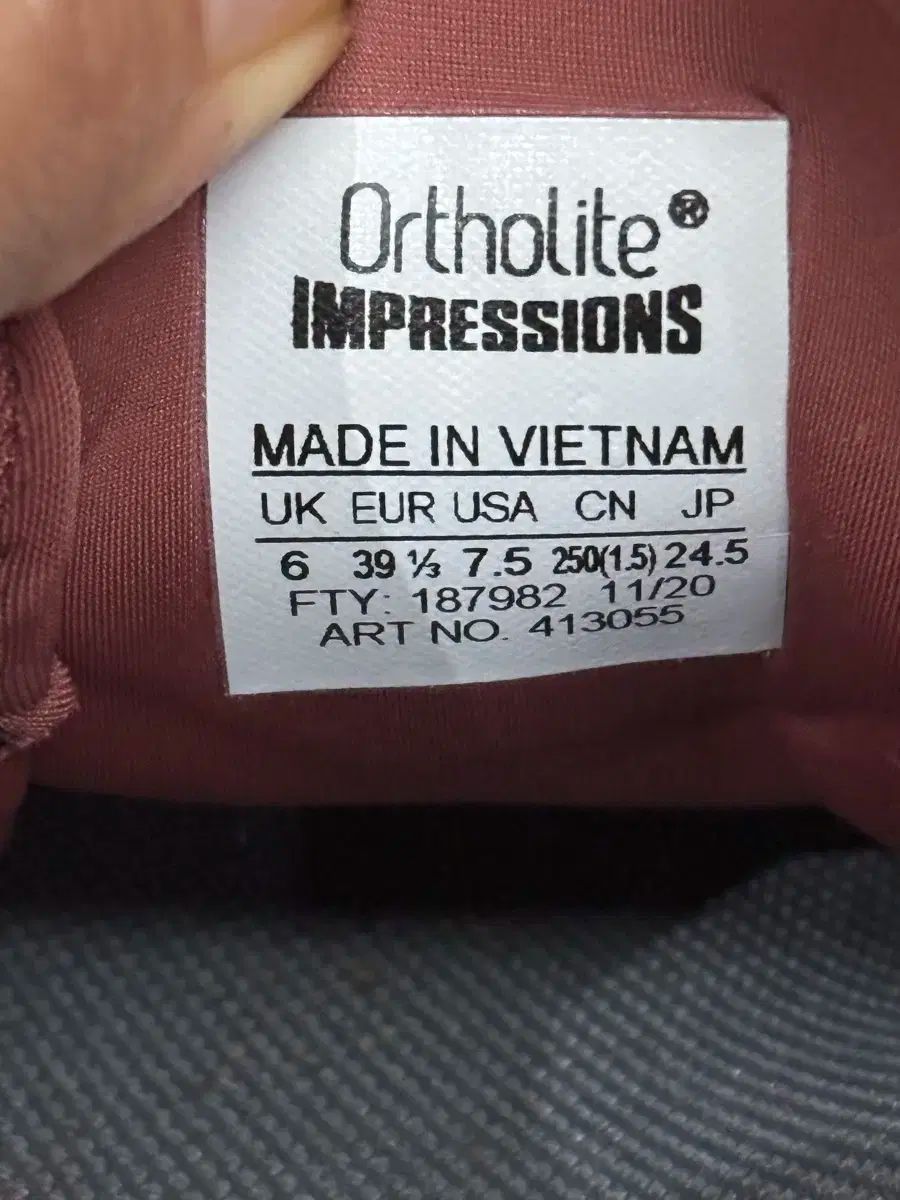 Ortholite®
IMPRESSIONS
MADE IN VIETNAM
UK EUR USA CN JP
6 39 ⅓ 7.5 250(1.5) 24.5
FTY: 187982 11/20
ART NO. 413055